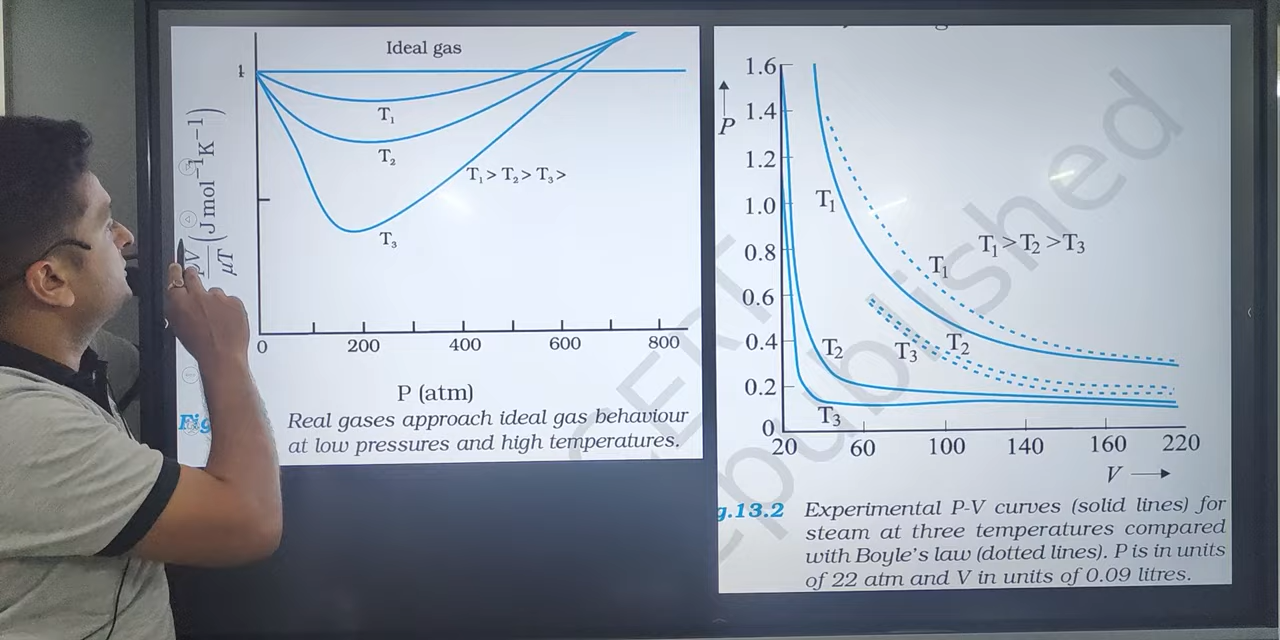 Ideal gas
1
T₁
T₂
T₁ > T₂ > T₃ >
T₃
pV/μT (J mol⁻¹K⁻¹)
0 200 400 600 800
P (atm)
Fig
Real gases approach ideal gas behaviour
at low pressures and high temperatures.
1.6
P
1.4
1.2
1.0
0.8
0.6
0.4
0.2
0
T₁
T₁ >T₂ >T₃
T₁
T₂ T₃ T₂
T₃
20 60 100 140 160 220
V
g.13.2 Experimental P-V curves (solid lines) for
steam at three temperatures compared
with Boyle's law (dotted lines). P is in units
of 22 atm and V in units of 0.09 litres.
CERT
epublished